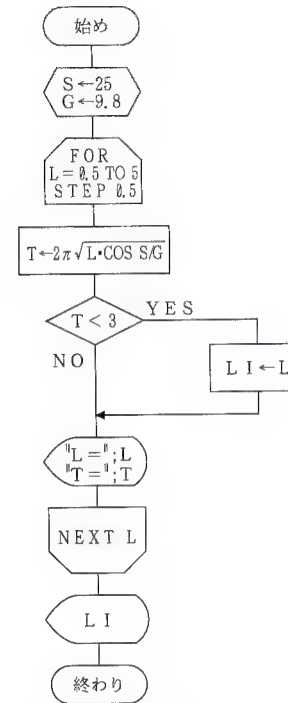 始め
S←25
G←9.8
FOR
L=0.5 TO 5
STEP 0.5
T←2π√L・COS S/G
T<3
YES
NO
LI←L
"L=";L
"T=";T
NEXT L
LI
終わり